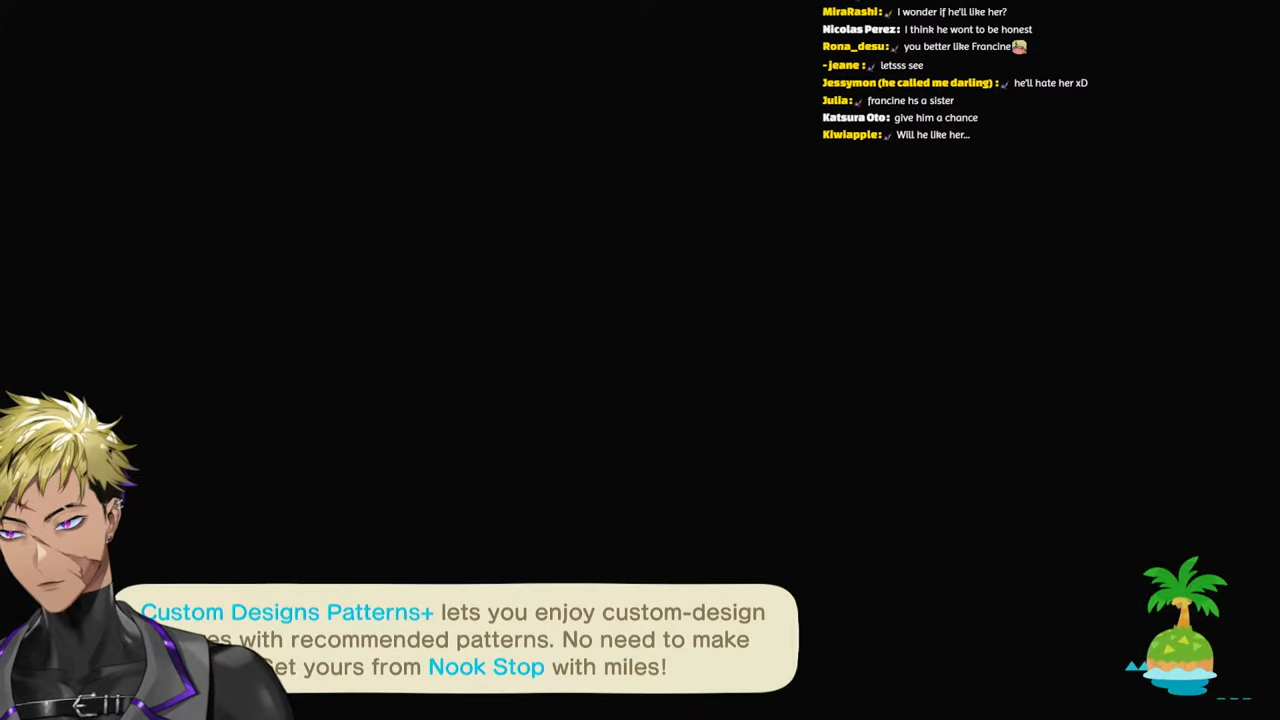 MiraRashi: I wonder if he'll like her?
Nicolas Perez: I think he wont to be honest
Rona_desu: you better like Francine
- jeane : letsss see
Jessymon (he called me darling) : he'll hate her xD
Julia: francine hs a sister
Katsura Oto: give him a chance
Kiwiapple: Will he like her...
Custom Designs Patterns+ lets you enjoy custom-design
with recommended patterns. No need to make
Get yours from Nook Stop with miles!